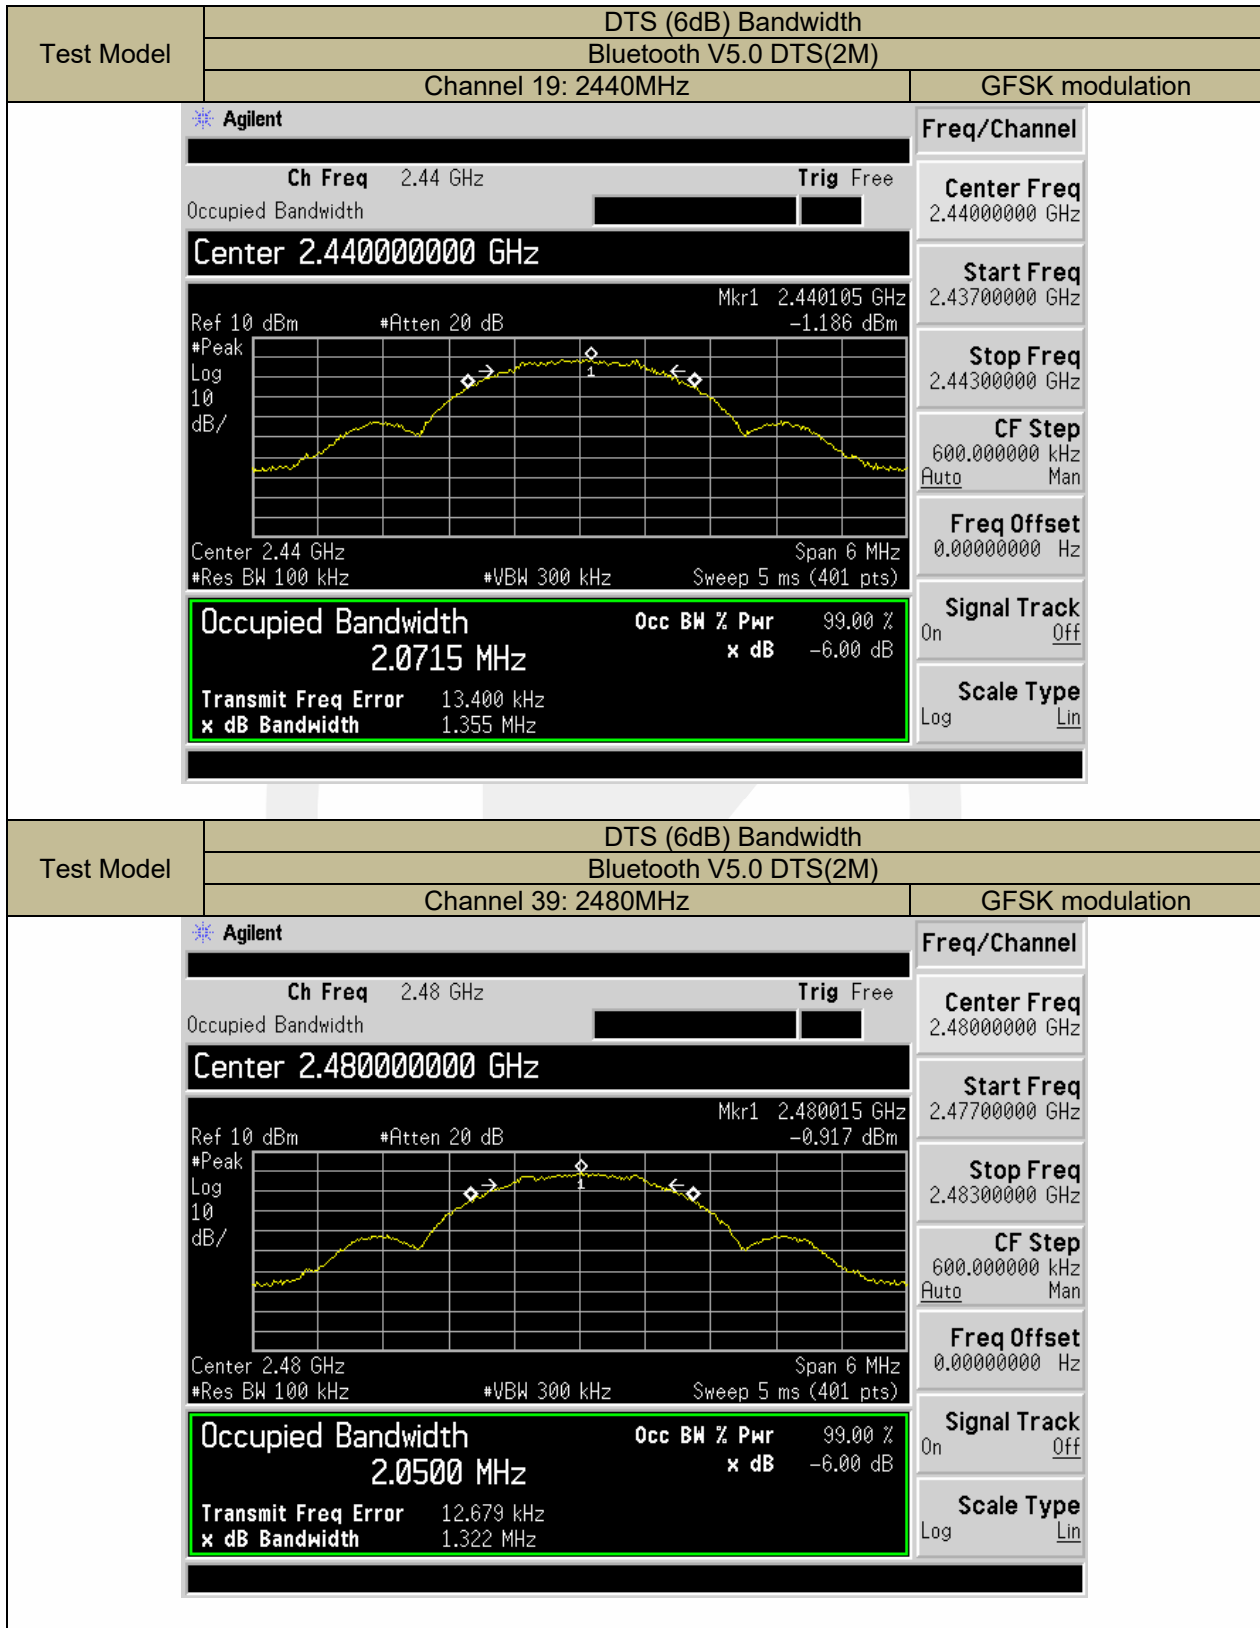 Test Model
DTS (6dB) Bandwidth
Bluetooth V5.0 DTS(2M)
Channel 19: 2440MHz GFSK modulation
Agilent
Freq/Channel
Ch Freq 2.44 GHz Trig Free
Occupied Bandwidth
Center 2.440000000 GHz
Mkr1 2.440105 GHz
Ref 10 dBm #Atten 20 dB -1.186 dBm
#Peak
Log
10
dB/
1
Center 2.44 GHz Span 6 MHz
#Res BW 100 kHz #VBW 300 kHz Sweep 5 ms (401 pts)
Occupied Bandwidth Occ BW % Pwr 99.00 %
2.0715 MHz x dB -6.00 dB
Transmit Freq Error 13.400 kHz
x dB Bandwidth 1.355 MHz
Center Freq
2.44000000 GHz
Start Freq
2.43700000 GHz
Stop Freq
2.44300000 GHz
CF Step
600.000000 kHz
Auto Man
Freq Offset
0.00000000 Hz
Signal Track
On Off
Scale Type
Log Lin
Test Model
DTS (6dB) Bandwidth
Bluetooth V5.0 DTS(2M)
Channel 39: 2480MHz GFSK modulation
Agilent
Freq/Channel
Ch Freq 2.48 GHz Trig Free
Occupied Bandwidth
Center 2.480000000 GHz
Mkr1 2.480015 GHz
Ref 10 dBm #Atten 20 dB -0.917 dBm
#Peak
Log
10
dB/
1
Center 2.48 GHz Span 6 MHz
#Res BW 100 kHz #VBW 300 kHz Sweep 5 ms (401 pts)
Occupied Bandwidth Occ BW % Pwr 99.00 %
2.0500 MHz x dB -6.00 dB
Transmit Freq Error 12.679 kHz
x dB Bandwidth 1.322 MHz
Center Freq
2.48000000 GHz
Start Freq
2.47700000 GHz
Stop Freq
2.48300000 GHz
CF Step
600.000000 kHz
Auto Man
Freq Offset
0.00000000 Hz
Signal Track
On Off
Scale Type
Log Lin